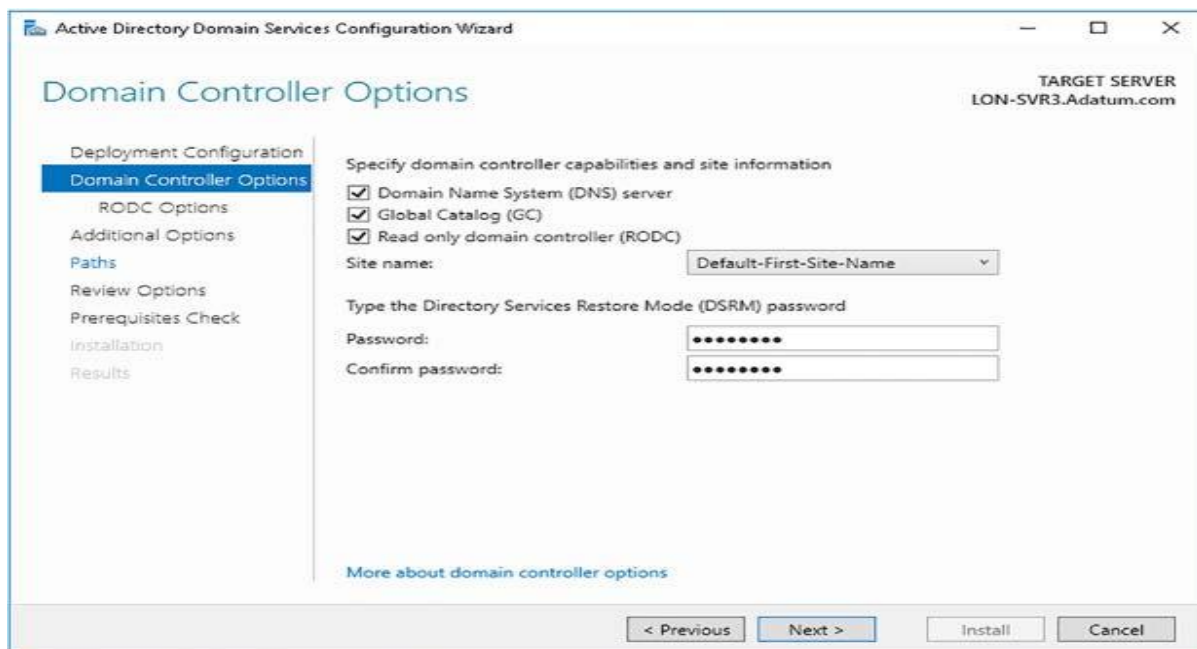 Active Directory Domain Services Configuration Wizard
Domain Controller Options
TARGET SERVER
LON-SVR3.Adatum.com
Deployment Configuration
Domain Controller Options
RODC Options
Additional Options
Paths
Review Options
Prerequisites Check
Installation
Results
Specify domain controller capabilities and site information
Domain Name System (DNS) server
Global Catalog (GC)
Read only domain controller (RODC)
Site name: Default-First-Site-Name
Type the Directory Services Restore Mode (DSRM) password
Password: ●●●●●●●●
Confirm password: ●●●●●●●●
More about domain controller options
< Previous Next > Install Cancel